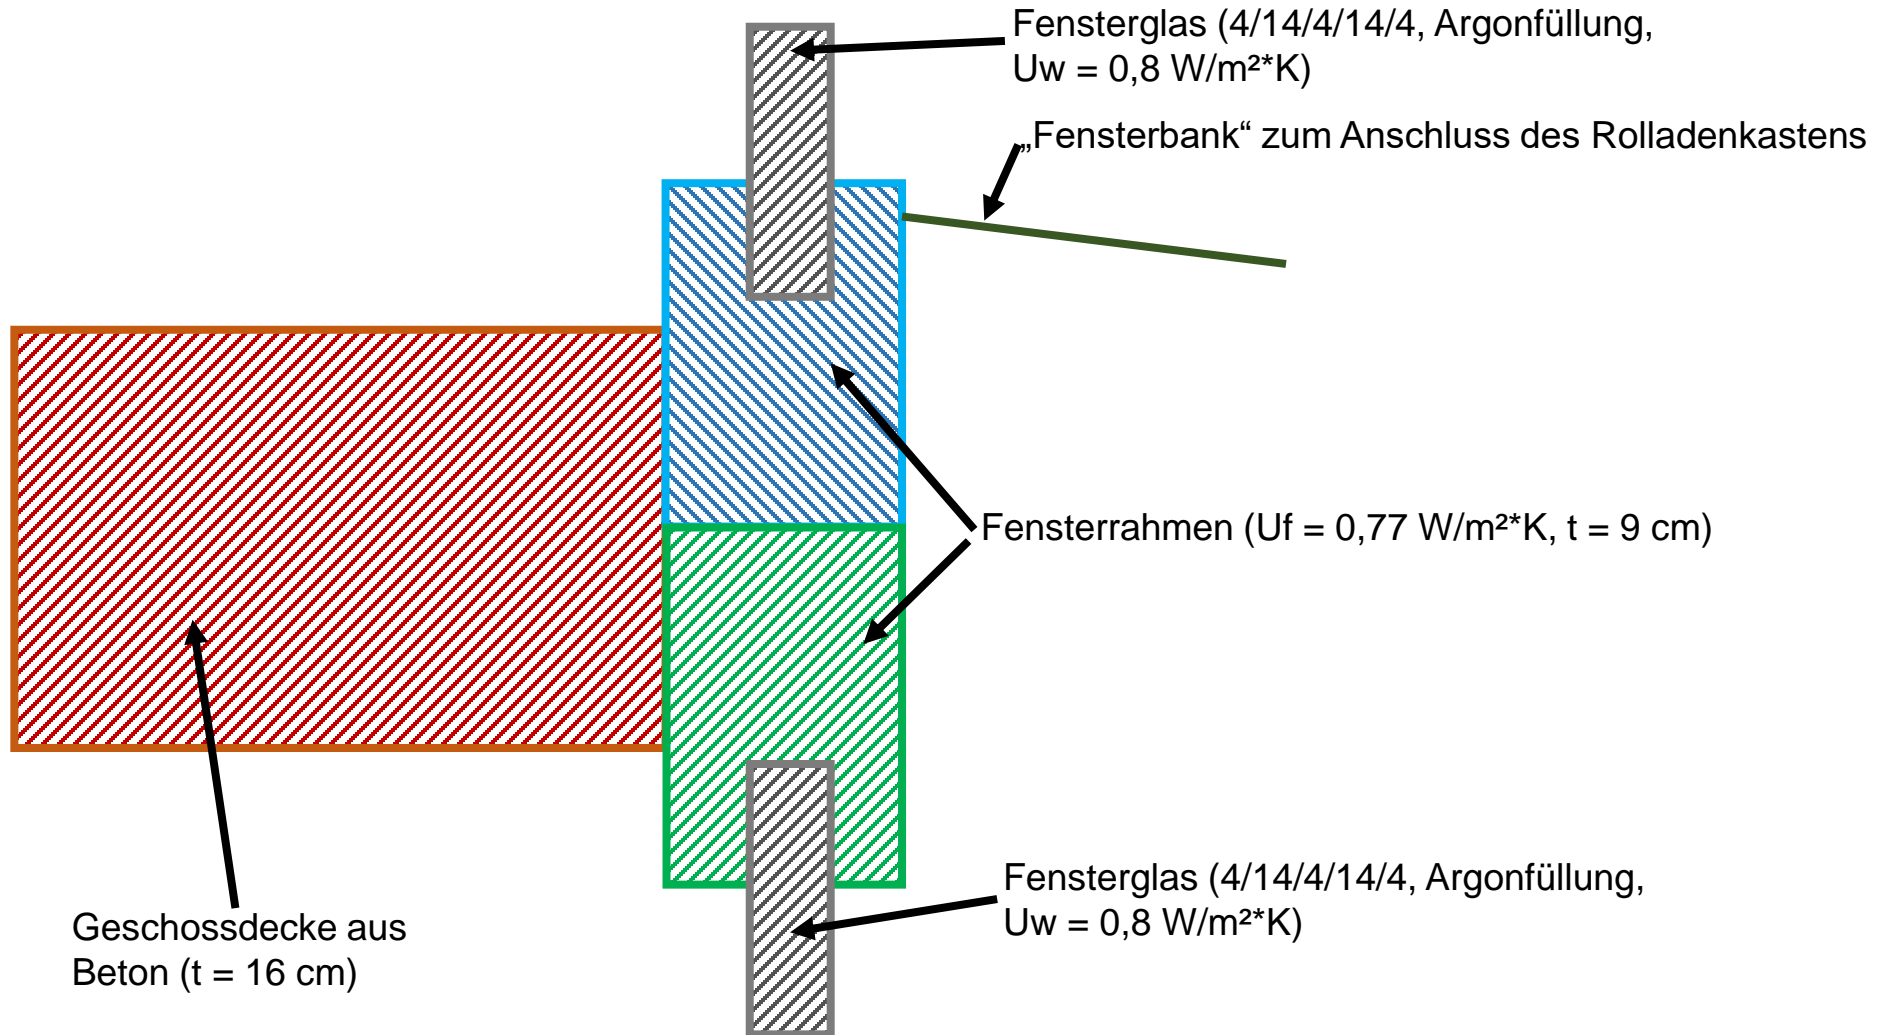 Fensterglas (4/14/4/14/4, Argonfüllung,
Uw = 0,8 W/m²*K)
„Fensterbank“ zum Anschluss des Rolladenkastens
Fensterrahmen (Uf = 0,77 W/m²*K, t = 9 cm)
Fensterglas (4/14/4/14/4, Argonfüllung,
Uw = 0,8 W/m²*K)
Geschossdecke aus
Beton (t = 16 cm)